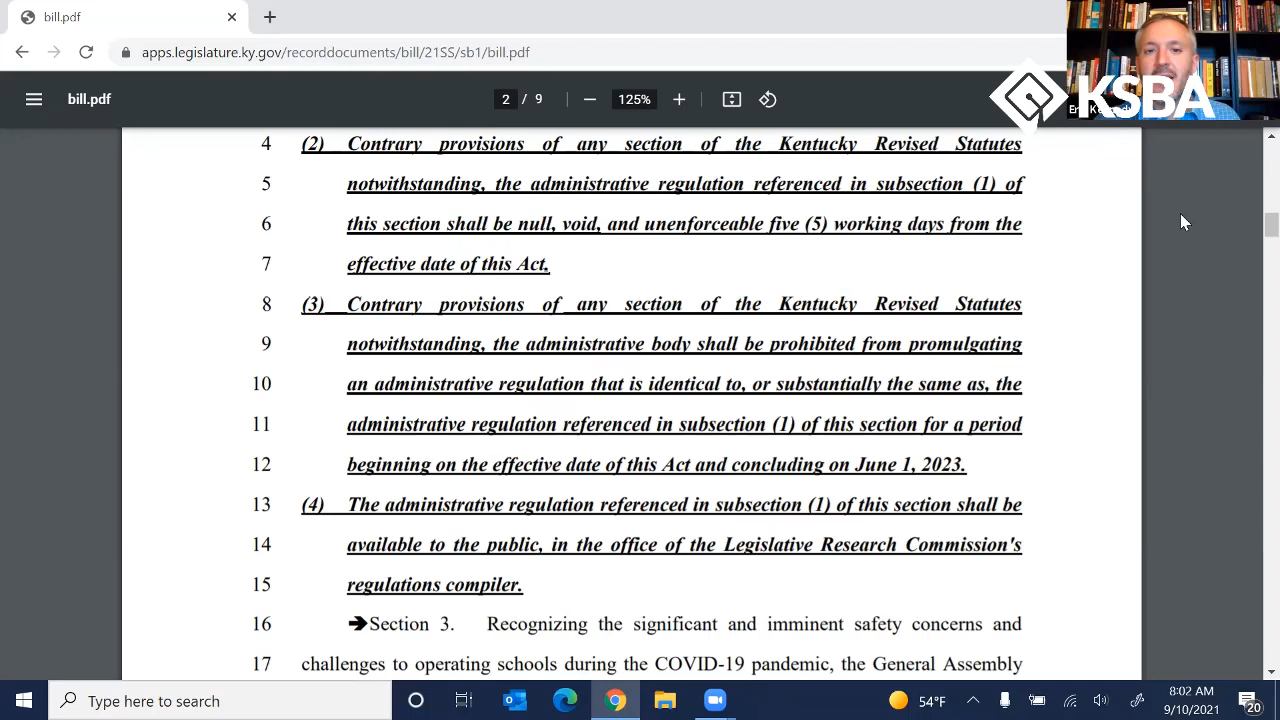 bill.pdf
apps.legislature.ky.gov/recorddocuments/bill/21SS/sb1/bill.pdf
bill.pdf
2 / 9
125%
KSBA
4 (2) Contrary provisions of any section of the Kentucky Revised Statutes
5 notwithstanding, the administrative regulation referenced in subsection (1) of
6 this section shall be null, void, and unenforceable five (5) working days from the
7 effective date of this Act.
8 (3) Contrary provisions of any section of the Kentucky Revised Statutes
9 notwithstanding, the administrative body shall be prohibited from promulgating
10 an administrative regulation that is identical to, or substantially the same as, the
11 administrative regulation referenced in subsection (1) of this section for a period
12 beginning on the effective date of this Act and concluding on June 1, 2023.
13 (4) The administrative regulation referenced in subsection (1) of this section shall be
14 available to the public, in the office of the Legislative Research Commission's
15 regulations compiler.
16 ➔Section 3. Recognizing the significant and imminent safety concerns and
17 challenges to operating schools during the COVID-19 pandemic, the General Assembly
Type here to search
54°F
8:02 AM
9/10/2021
20